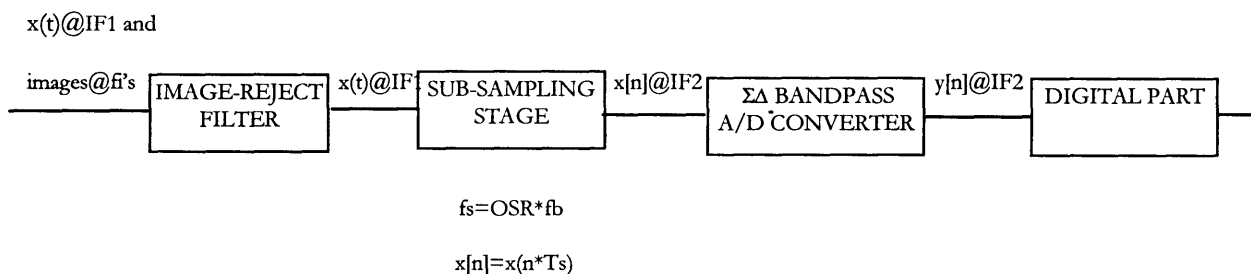 x(t)@IF1 and
images@fi's
IMAGE-REJECT
FILTER
x(t)@IF1
SUB-SAMPLING
STAGE
x[n]@IF2
ΣΔ BANDPASS
A/D CONVERTER
y[n]@IF2
DIGITAL PART
fs=OSR*fb
x[n]=x(n*Ts)